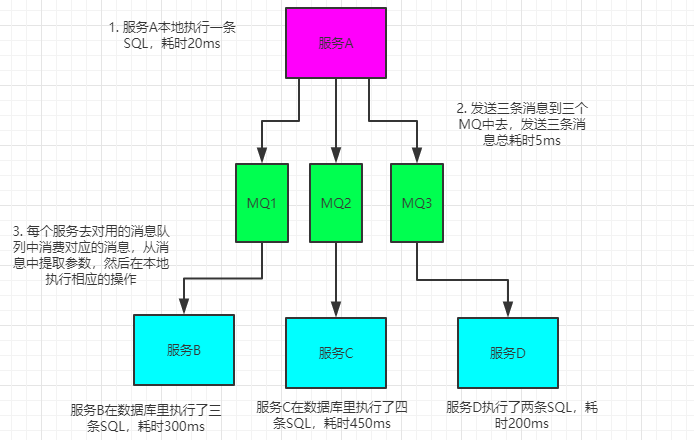 1. 服务A本地执行一条
SQL，耗时20ms
服务A
2. 发送三条消息到三个
MQ中去，发送三条消
息总耗时5ms
MQ1
MQ2
MQ3
3. 每个服务去对用的消息队
列中消费对应的消息，从消
息中提取参数，然后在本地
执行相应的操作
服务B
服务C
服务D
服务B在数据库里执行了三
条SQL，耗时300ms
服务C在数据库里执行了四
条SQL，耗时450ms
服务D执行了两条SQL，耗
时200ms